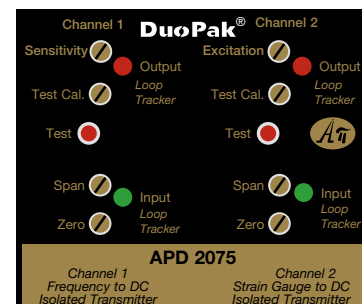 Channel 1 DuoPak® Channel 2
Sensitivity Excitation
Output Output
Test Cal. Loop Tracker Test Cal. Loop Tracker
Test Test Aπ
Span Span
Input Input
Loop Tracker Loop Tracker
Zero Zero
APD 2075
Channel 1
Frequency to DC
Isolated Transmitter
Channel 2
Strain Gauge to DC
Isolated Transmitter